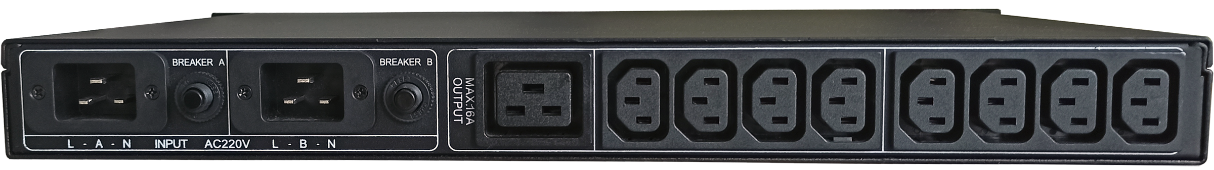 BREAKER A
BREAKER B
MAX:16A
OUTPUT
L - A - N INPUT AC220V L - B - N